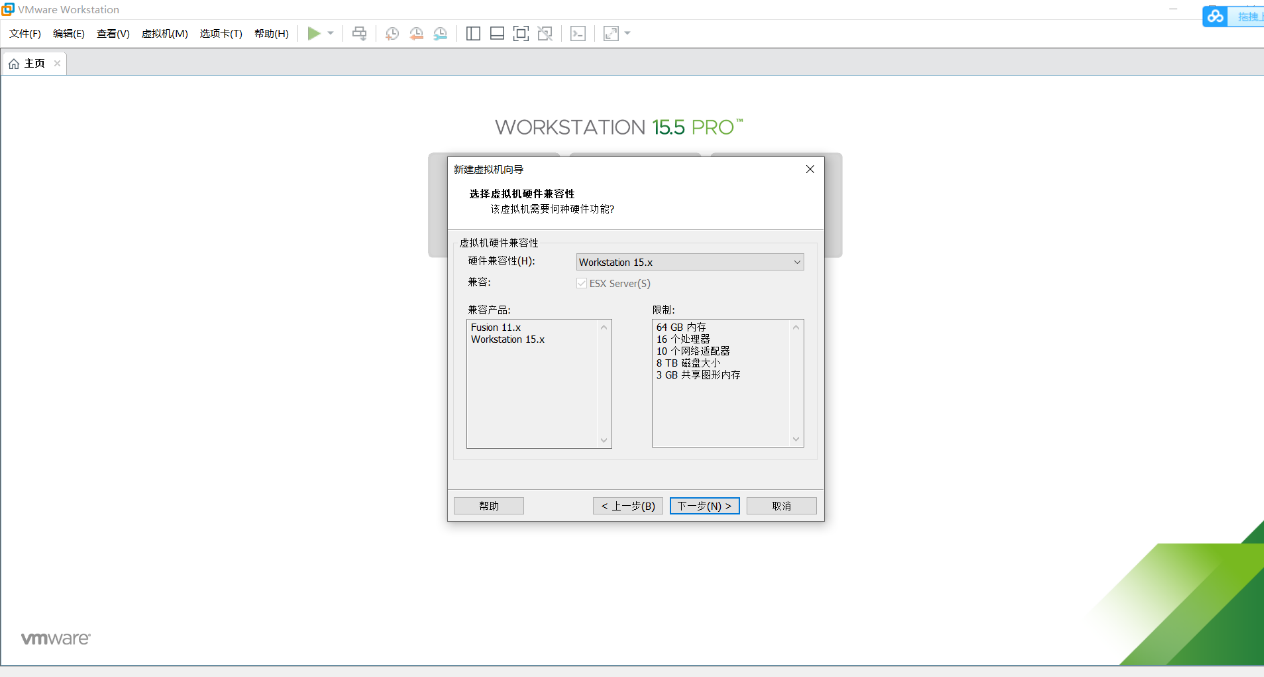 VMware Workstation
文件(F) 编辑(E) 查看(V) 虚拟机(M) 选项卡(T) 帮助(H)
主页
WORKSTATION 15.5 PRO™
新建虚拟机向导
选择虚拟机硬件兼容性
该虚拟机需要何种硬件功能?
虚拟机硬件兼容性
硬件兼容性(H): Workstation 15.x
兼容: ESX Server(S)
兼容产品: 限制:
Fusion 11.x
Workstation 15.x
64 GB 内存
16 个处理器
10 个网络适配器
8 TB 磁盘大小
3 GB 共享图形内存
帮助 < 上一步(B) 下一步(N) > 取消
vmware